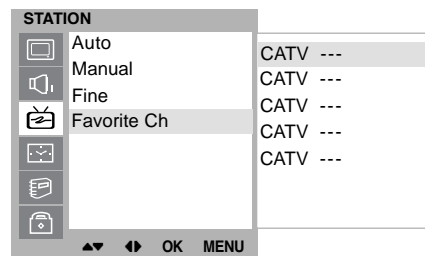 STATION
Auto
Manual
Fine
Favorite Ch
CATV ---
CATV ---
CATV ---
CATV ---
CATV ---
OK MENU